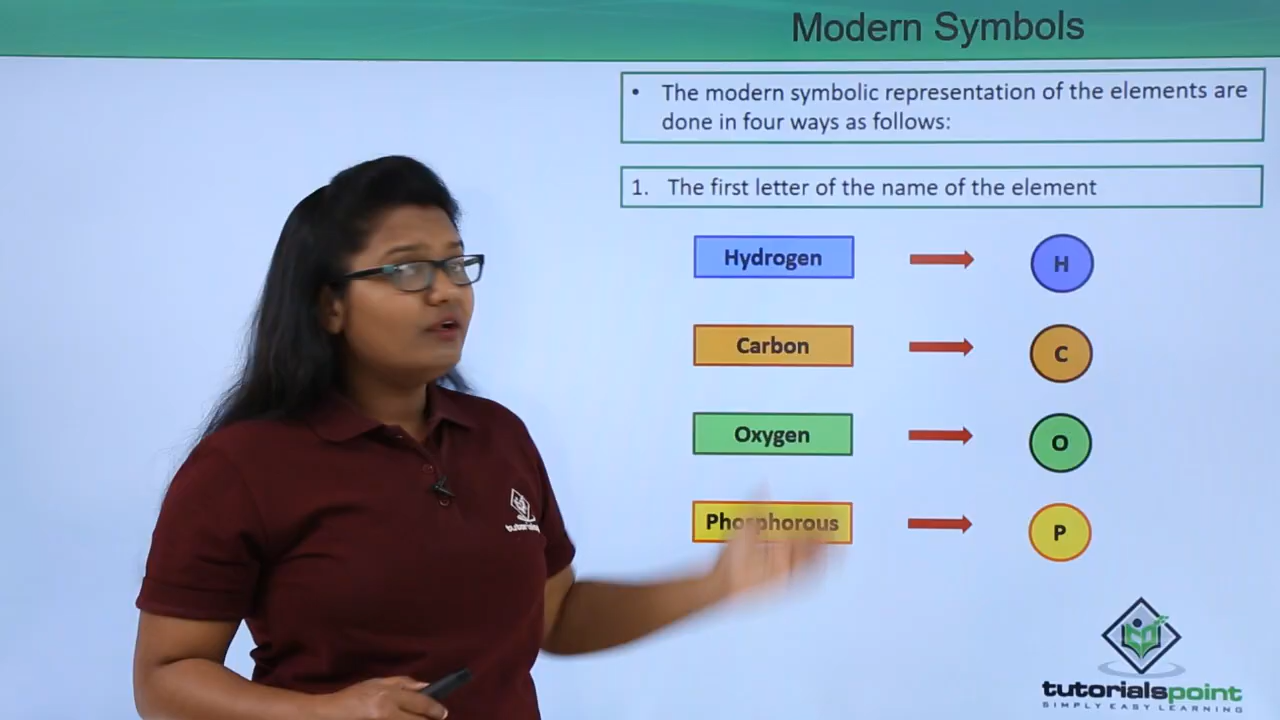 Modern Symbols
• The modern symbolic representation of the elements are
done in four ways as follows:
1. The first letter of the name of the element
Hydrogen
H
Carbon
C
Oxygen
O
Phosphorous
P
tutorialspoint
SIMPLY EASY LEARNING